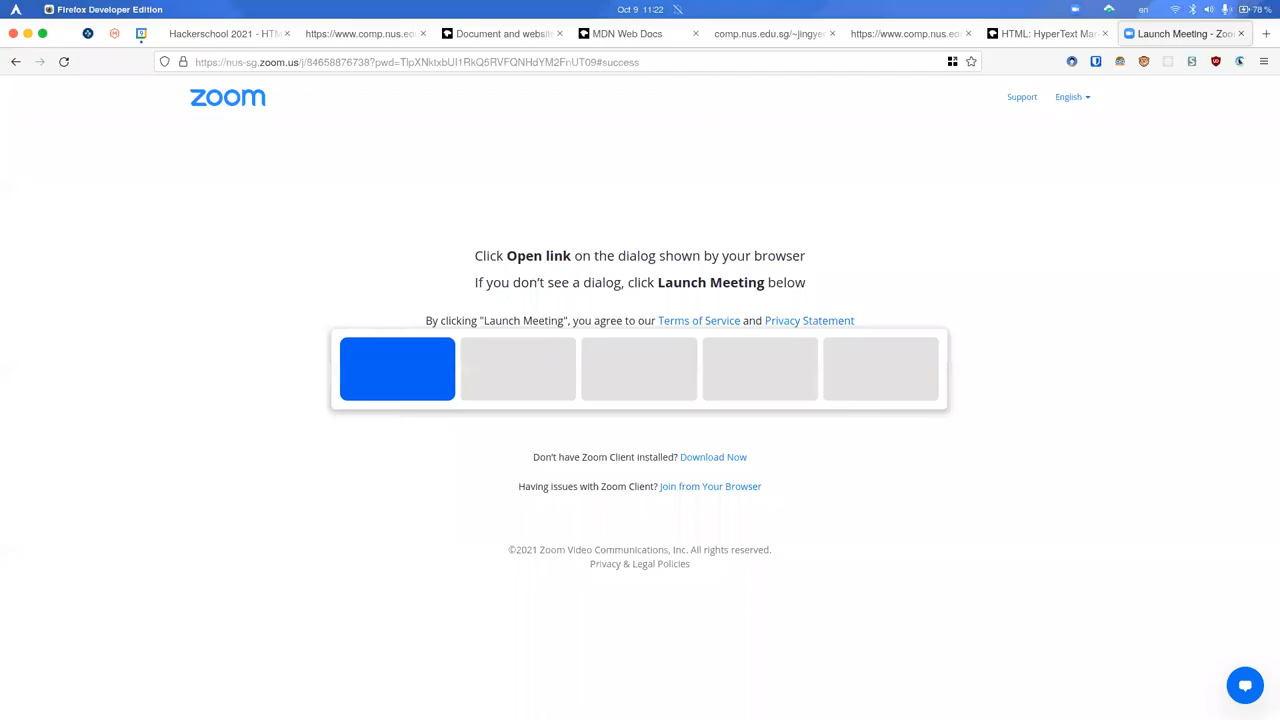 Firefox Developer Edition
Oct 9 11:22
en
78 %
Hackerschool 2021 - HTM
https://www.comp.nus.edu
Document and website
MDN Web Docs
comp.nus.edu.sg/~jingye
https://www.comp.nus.edu
HTML: HyperText Mar
Launch Meeting - Zoo
https://nus-sg.zoom.us/j/84658876738?pwd=TlpXNktxbUI1RkQ5RVFQNHdYM2FnUT09#success
zoom
Support
English
Click Open link on the dialog shown by your browser
If you don't see a dialog, click Launch Meeting below
By clicking "Launch Meeting", you agree to our Terms of Service and Privacy Statement
Don't have Zoom Client installed? Download Now
Having issues with Zoom Client? Join from Your Browser
©2021 Zoom Video Communications, Inc. All rights reserved.
Privacy & Legal Policies